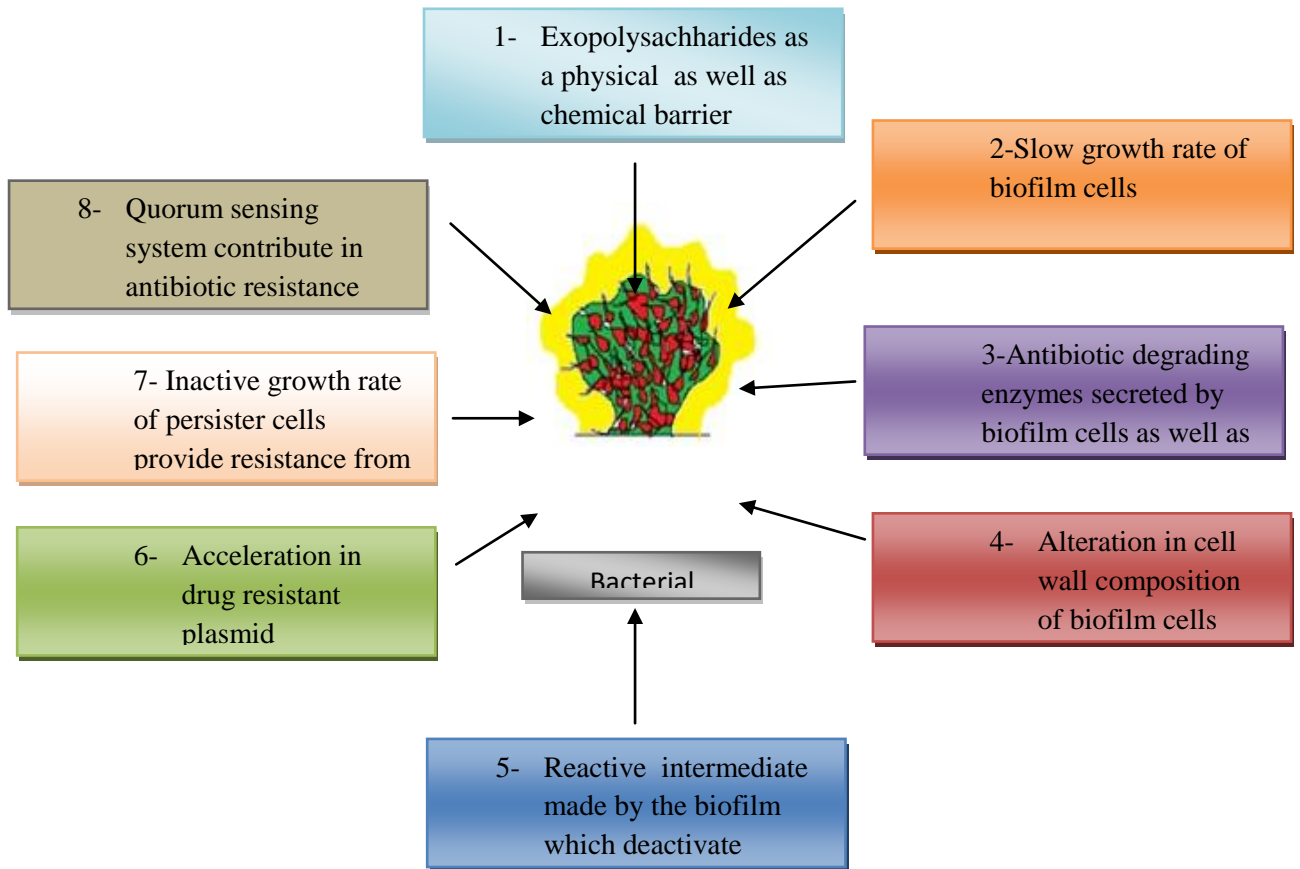 1- Exopolysachharides as
a physical as well as
chemical barrier
2-Slow growth rate of
biofilm cells
3-Antibiotic degrading
enzymes secreted by
biofilm cells as well as
4- Alteration in cell
wall composition
of biofilm cells
5- Reactive intermediate
made by the biofilm
which deactivate
6- Acceleration in
drug resistant
plasmid
7- Inactive growth rate
of persister cells
provide resistance from
8- Quorum sensing
system contribute in
antibiotic resistance
Bacterial